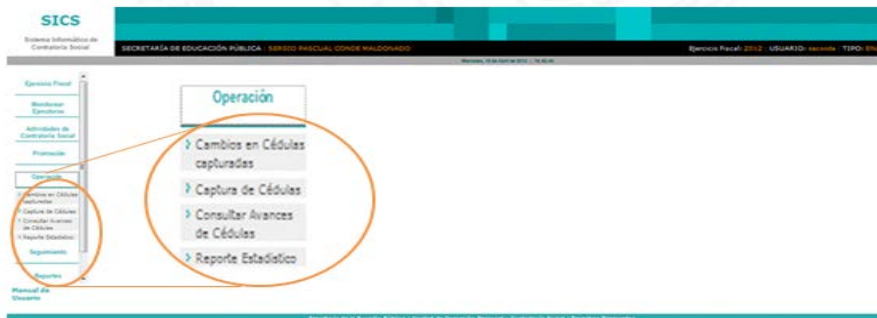 SICS
Sistema Informático de
Contraloría Social
SECRETARÍA DE EDUCACIÓN PÚBLICA : SERGIO PASCUAL CONDE MALDONADO
Ejercicio Fiscal: 2012 : USUARIO: : TIPO:
Ejercicio Fiscal
Monitorear
Ejecutoras
Actividades de
Contraloría Social
Promoción
Operación
Cambios en Cédulas
capturadas
Captura de Cédulas
Consultar Avances
de Cédulas
Reporte Estadístico
Seguimiento
Reportes
Manual de
Usuario
Operación
Cambios en Cédulas
capturadas
Captura de Cédulas
Consultar Avances
de Cédulas
Reporte Estadístico